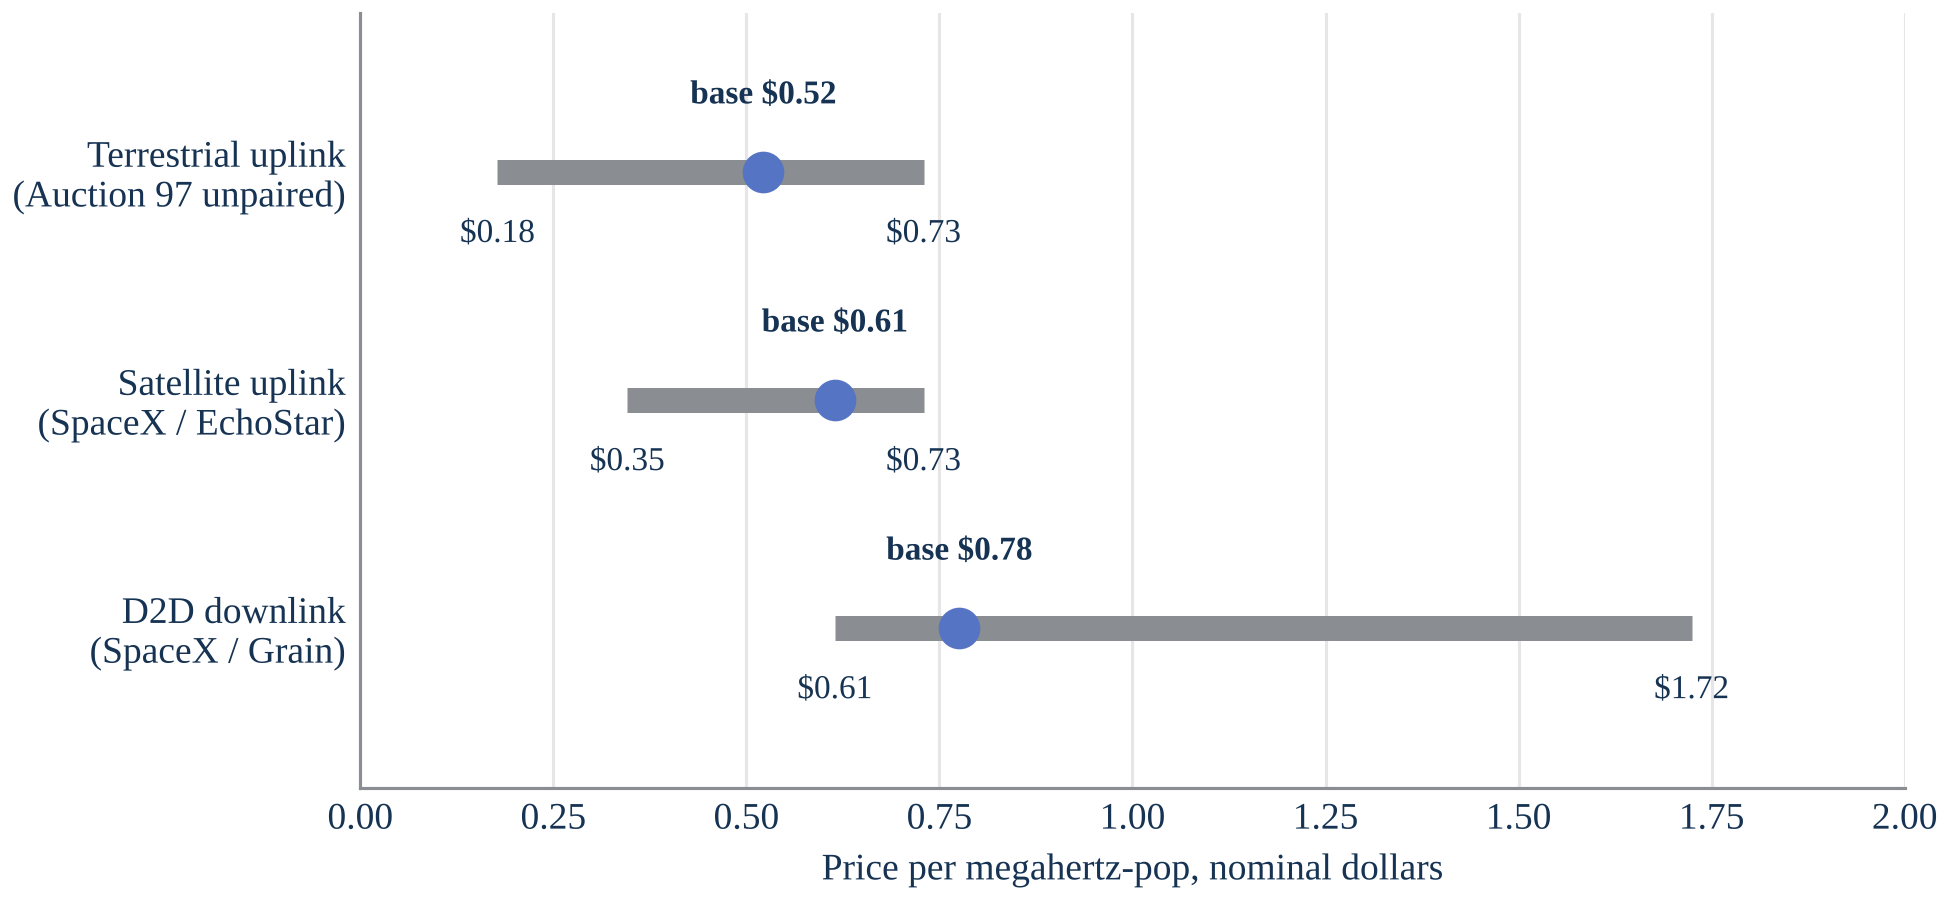 base $0.52
Terrestrial uplink
(Auction 97 unpaired)
$0.18
$0.73
base $0.61
Satellite uplink
(SpaceX / EchoStar)
$0.35
$0.73
base $0.78
D2D downlink
(SpaceX / Grain)
$0.61
$1.72
0.00 0.25 0.50 0.75 1.00 1.25 1.50 1.75 2.00
Price per megahertz-pop, nominal dollars